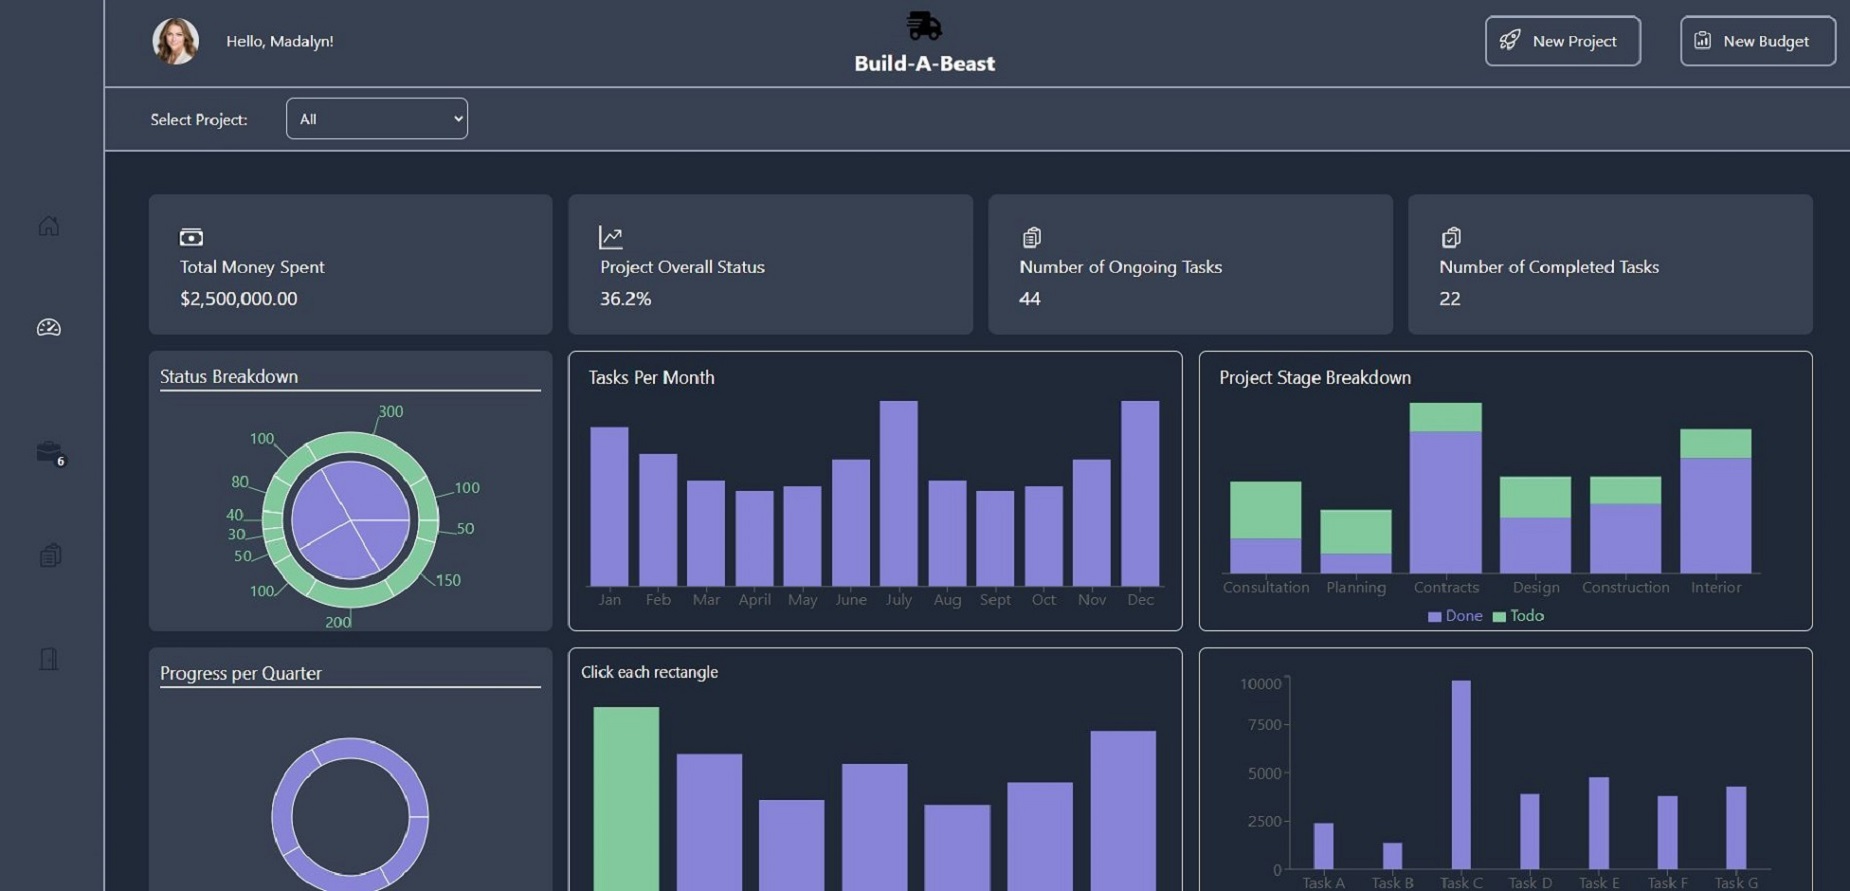 Hello, Madalyn!
Build-A-Beast
New Project
New Budget
Select Project:
All
Total Money Spent
$2,500,000.00
Project Overall Status
36.2%
Number of Ongoing Tasks
44
Number of Completed Tasks
22
6
Status Breakdown
300
100
80
40
30
50
100
200
150
50
100
Tasks Per Month
Jan Feb Mar April May June July Aug Sept Oct Nov Dec
Project Stage Breakdown
Consultation Planning Contracts Design Construction Interior
Done Todo
Progress per Quarter
Click each rectangle
10000
7500
5000
2500
0
Task A Task B Task C Task D Task E Task F Task G